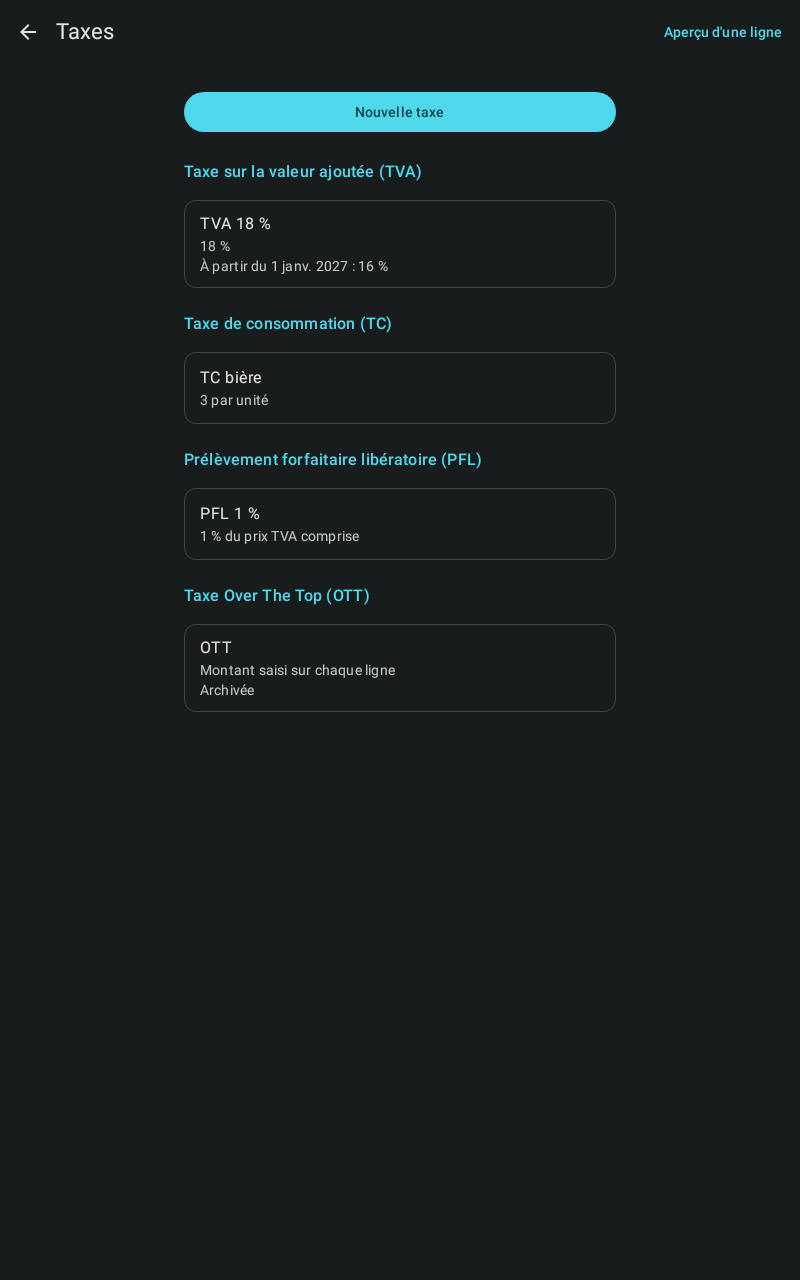 Taxes
Aperçu d'une ligne
Nouvelle taxe
Taxe sur la valeur ajoutée (TVA)
TVA 18 %
18 %
À partir du 1 janv. 2027 : 16 %
Taxe de consommation (TC)
TC bière
3 par unité
Prélèvement forfaitaire libératoire (PFL)
PFL 1 %
1 % du prix TVA comprise
Taxe Over The Top (OTT)
OTT
Montant saisi sur chaque ligne
Archivée